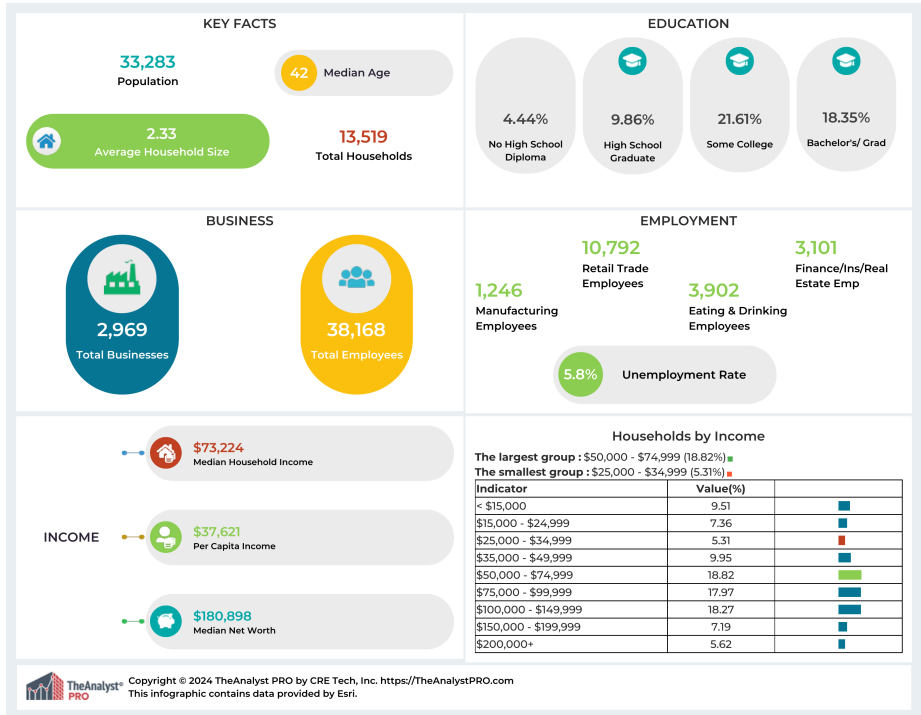 KEY FACTS
33,283
Population
42 Median Age
2.33
Average Household Size
13,519
Total Households
EDUCATION
4.44%
No High School
Diploma
9.86%
High School
Graduate
21.61%
Some College
18.35%
Bachelor's/ Grad
BUSINESS
2,969
Total Businesses
38,168
Total Employees
EMPLOYMENT
1,246
Manufacturing
Employees
10,792
Retail Trade
Employees
3,902
Eating & Drinking
Employees
3,101
Finance/Ins/Real
Estate Emp
5.8% Unemployment Rate
INCOME
$73,224
Median Household Income
$37,621
Per Capita Income
$180,898
Median Net Worth
Households by Income
The largest group : $50,000 - $74,999 (18.82%)
The smallest group : $25,000 - $34,999 (5.31%)
Indicator Value(%)
< $15,000 9.51
$15,000 - $24,999 7.36
$25,000 - $34,999 5.31
$35,000 - $49,999 9.95
$50,000 - $74,999 18.82
$75,000 - $99,999 17.97
$100,000 - $149,999 18.27
$150,000 - $199,999 7.19
$200,000+ 5.62
TheAnalyst®
PRO
Copyright © 2024 TheAnalyst PRO by CRE Tech, Inc. https://TheAnalystPRO.com
This infographic contains data provided by Esri.